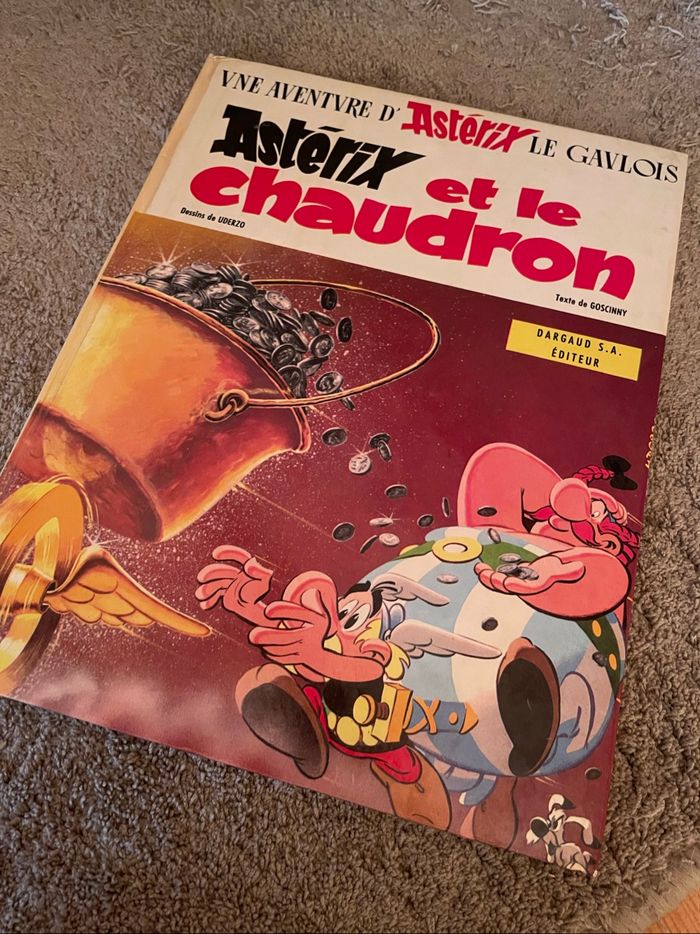 VNE AVENTVRE D' Astérix LE GAVLOIS
Astérix et le
chaudron
Dessins de UDERZO
Texte de GOSCINNY
DARGAUD S.A.
ÉDITEUR